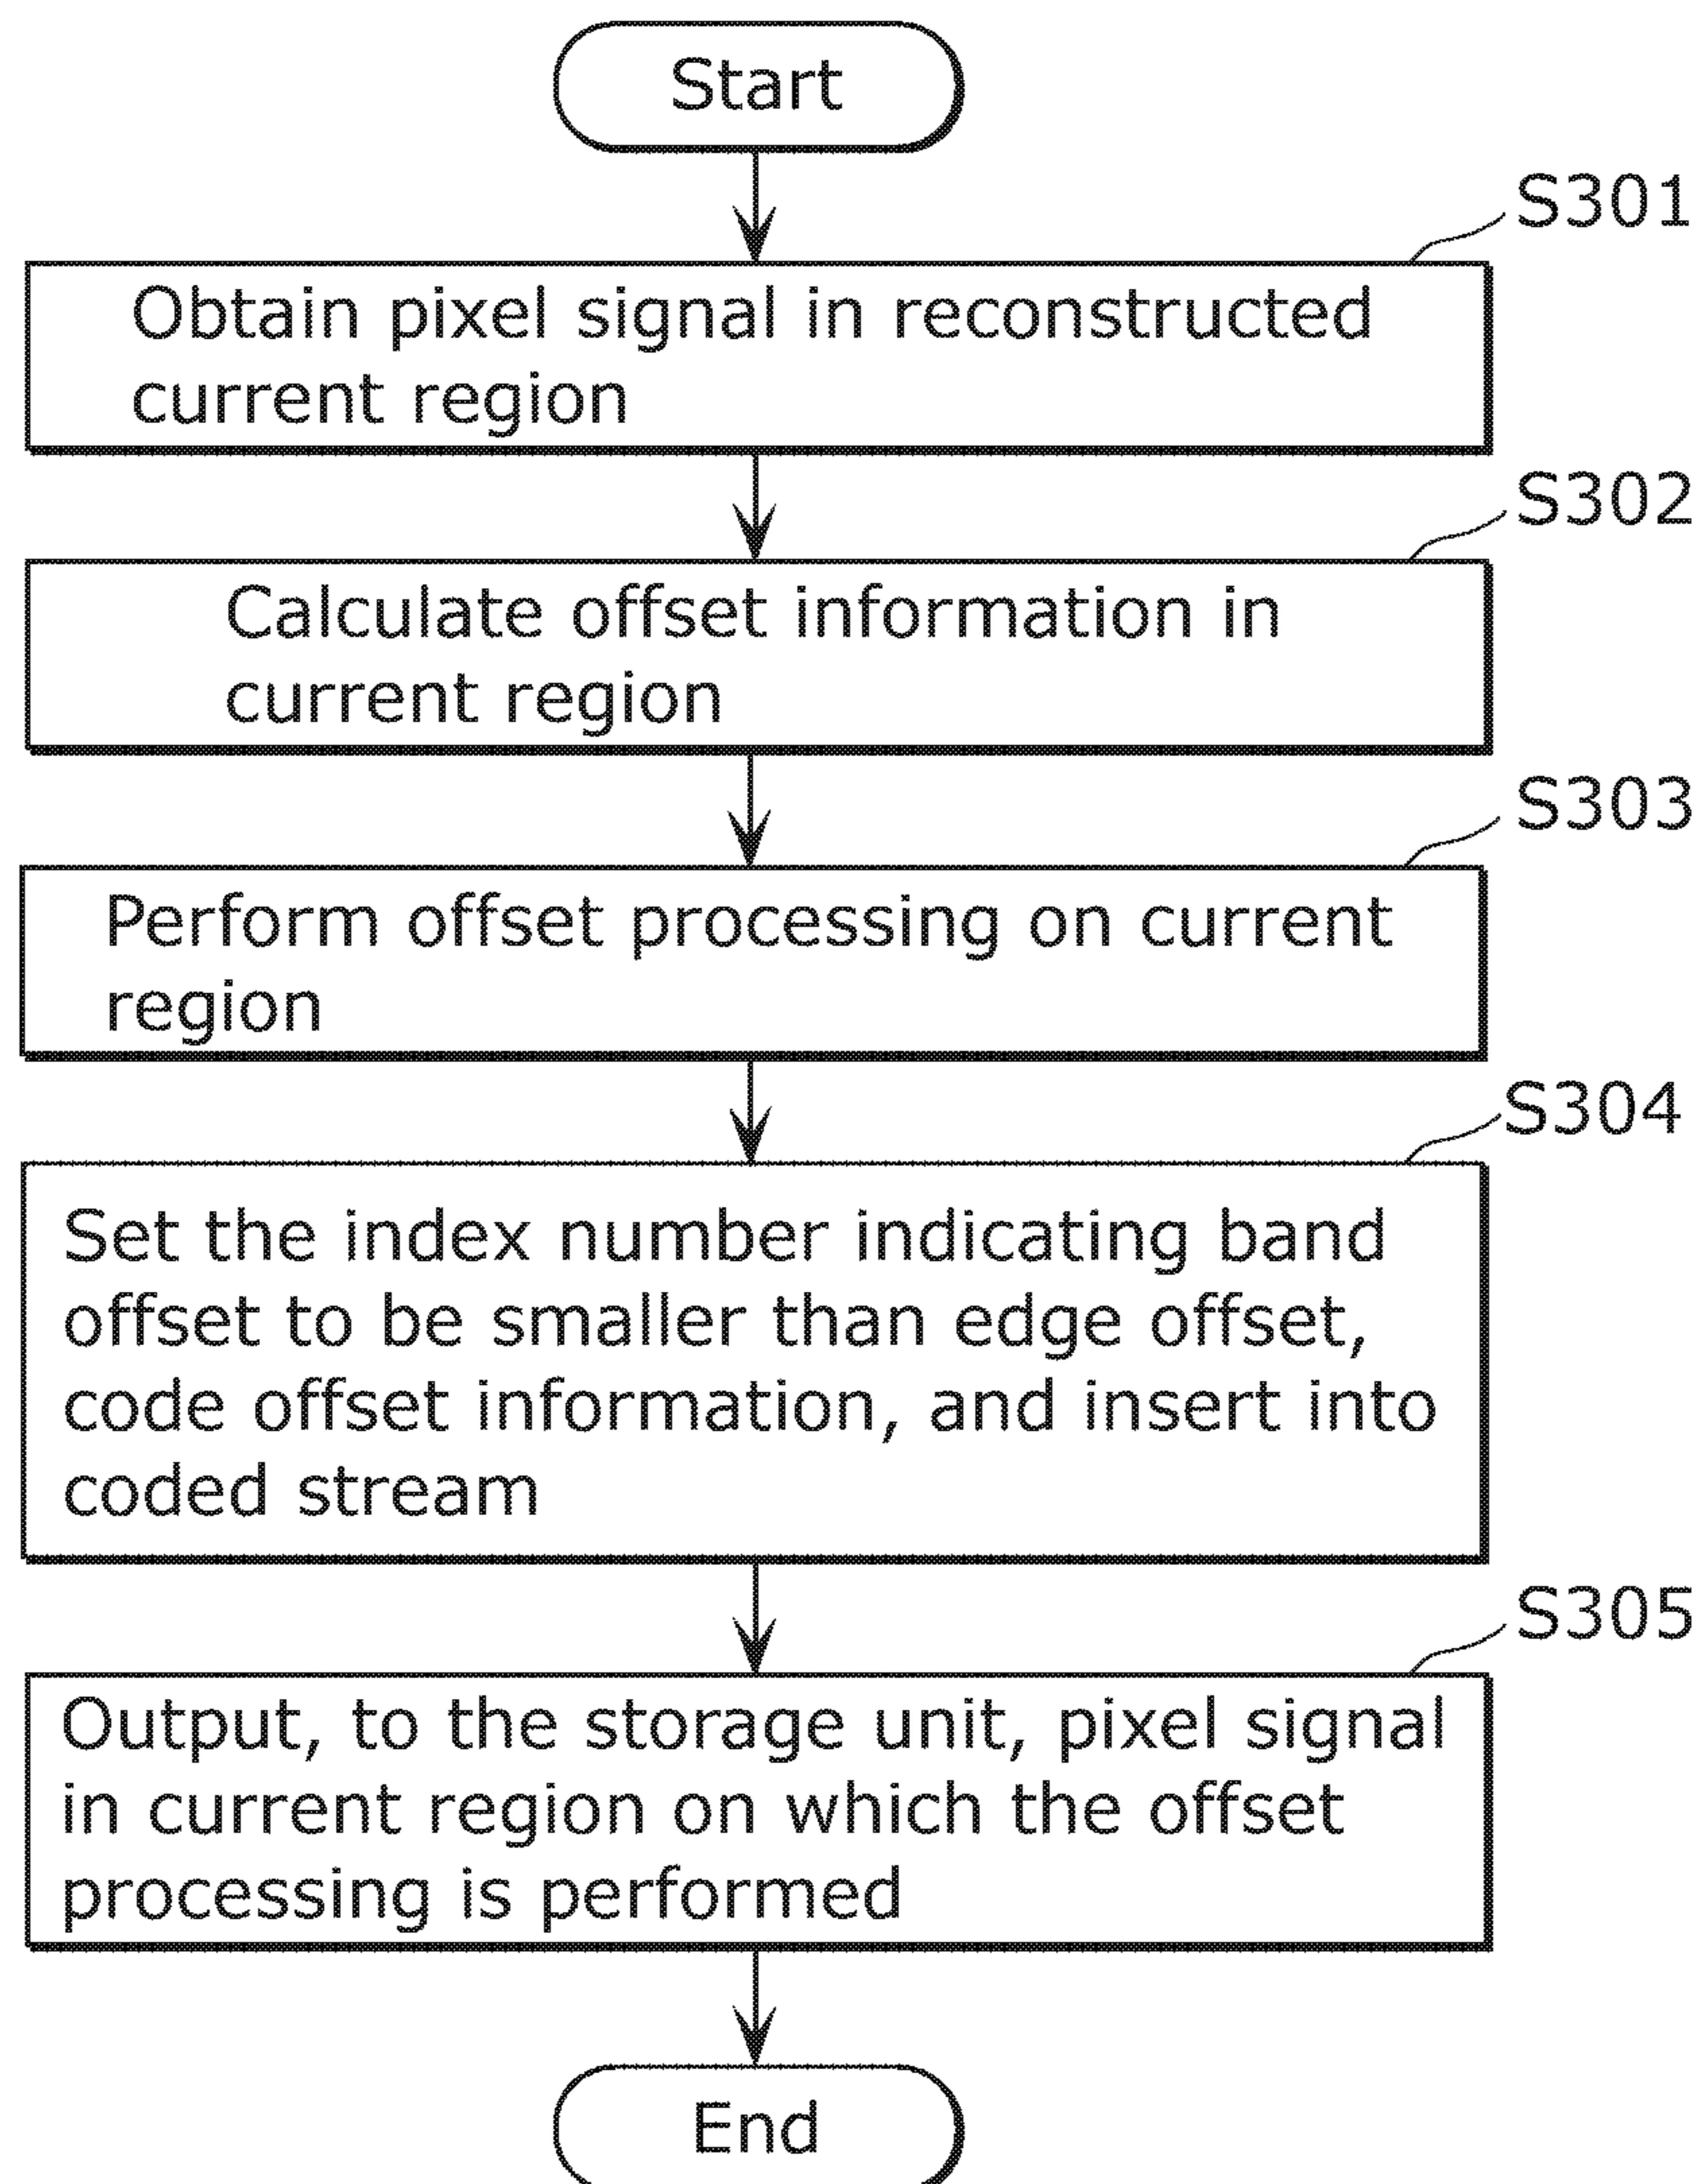 Start
S301
Obtain pixel signal in reconstructed
current region
S302
Calculate offset information in
current region
S303
Perform offset processing on current
region
S304
Set the index number indicating band
offset to be smaller than edge offset,
code offset information, and insert into
coded stream
S305
Output, to the storage unit, pixel signal
in current region on which the offset
processing is performed
End